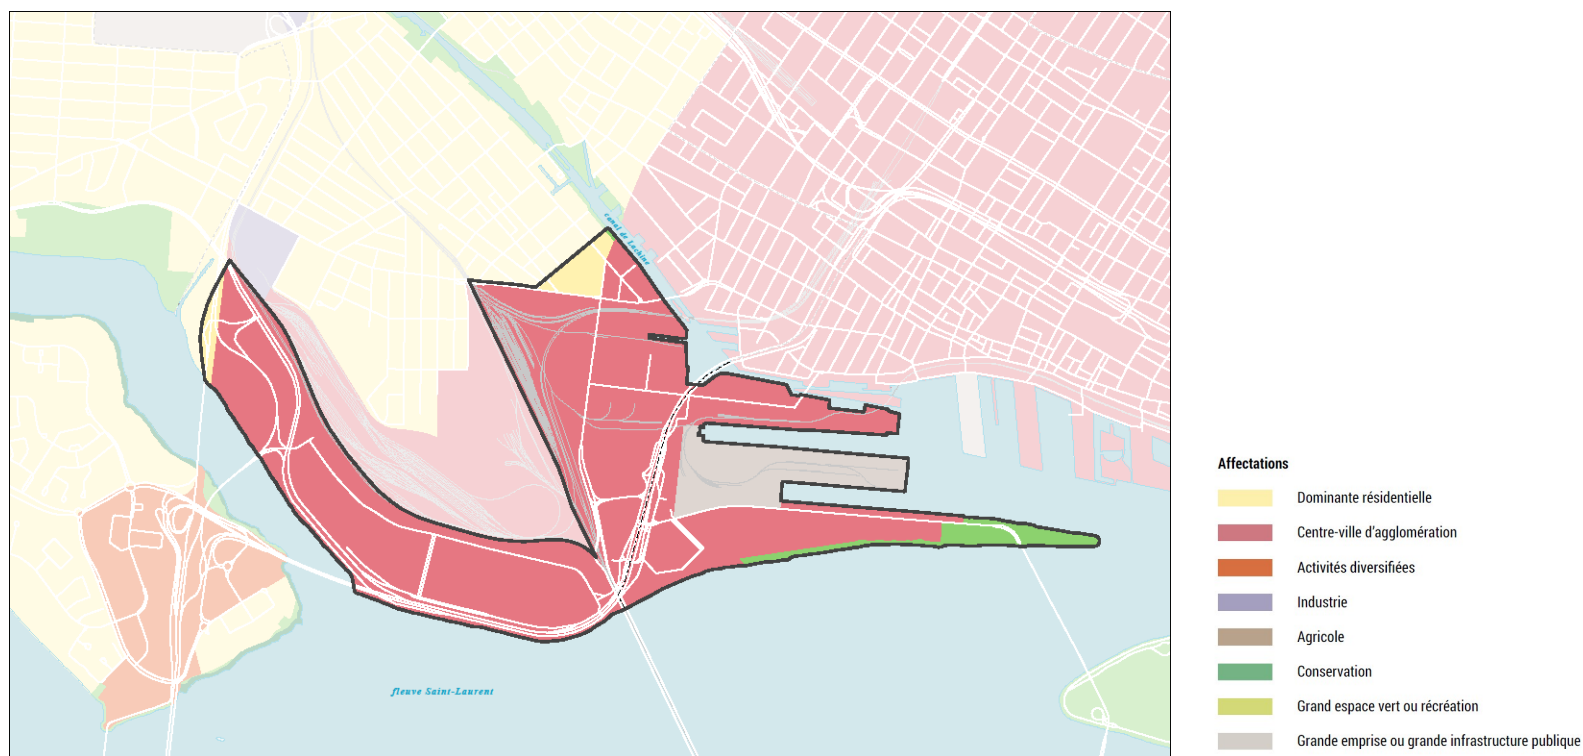 Canal de Lachine
fleuve Saint-Laurent
Affectations
Dominante résidentielle
Centre-ville d'agglomération
Activités diversifiées
Industrie
Agricole
Conservation
Grand espace vert ou récréation
Grande emprise ou grande infrastructure publique